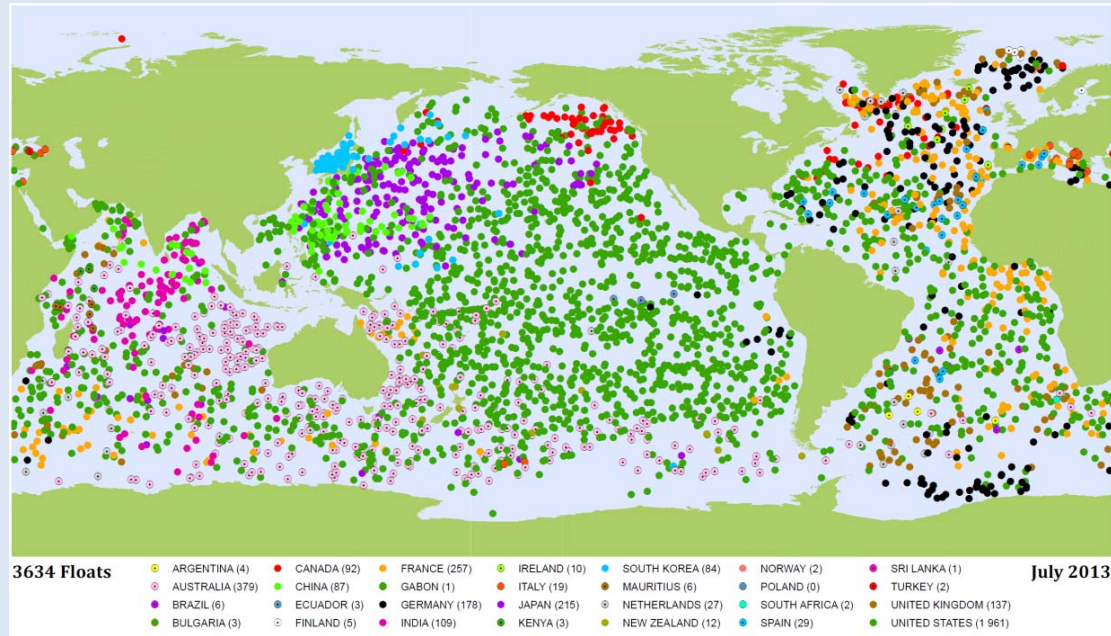 3634 Floats
July 2013
ARGENTINA (4) CANADA (92) FRANCE (257) IRELAND (10) SOUTH KOREA (84) NORWAY (2) SRI LANKA (1)
AUSTRALIA (379) CHINA (87) GABON (1) ITALY (19) MAURITIUS (6) POLAND (0) TURKEY (2)
BRAZIL (6) ECUADOR (3) GERMANY (178) JAPAN (215) NETHERLANDS (27) SOUTH AFRICA (2) UNITED KINGDOM (137)
BULGARIA (3) FINLAND (5) INDIA (109) KENYA (3) NEW ZEALAND (12) SPAIN (29) UNITED STATES (1 961)